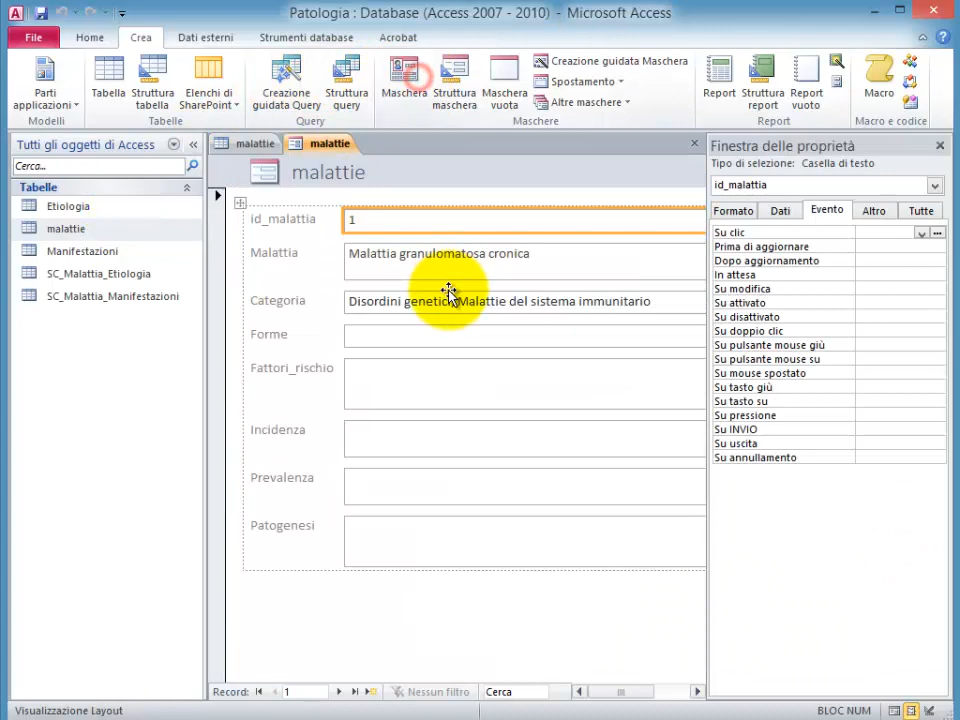 Patologia : Database (Access 2007 - 2010) - Microsoft Access
File Home Crea Dati esterni Strumenti database Acrobat
Parti applicazioni
Modelli
Tabella
Struttura tabella
Elenchi di SharePoint
Tabelle
Creazione guidata Query
Struttura query
Query
Maschera
Struttura maschera
Maschera vuota
Creazione guidata Maschera
Spostamento
Altre maschere
Maschere
Report
Struttura report
Report vuoto
Report
Macro
Macro e codice
Tutti gli oggetti di Access
Cerca...
Tabelle
Etiologia
malattie
Manifestazioni
SC_Malattia_Etiologia
SC_Malattia_Manifestazioni
malattie malattie
malattie
id_malattia 1
Malattia Malattia granulomatosa cronica
Categoria Disordini genetici Malattie del sistema immunitario
Forme
Fattori_rischio
Incidenza
Prevalenza
Patogenesi
Record: 1 Nessun filtro Cerca
Finestra delle proprietà
Tipo di selezione: Casella di testo
id_malattia
Formato Dati Evento Altro Tutte
Su clic
Prima di aggiornare
Dopo aggiornamento
In attesa
Su modifica
Su attivato
Su disattivato
Su doppio clic
Su pulsante mouse giù
Su pulsante mouse su
Su mouse spostato
Su tasto giù
Su tasto su
Su pressione
Su INVIO
Su uscita
Su annullamento
Visualizzazione Layout
BLOC NUM